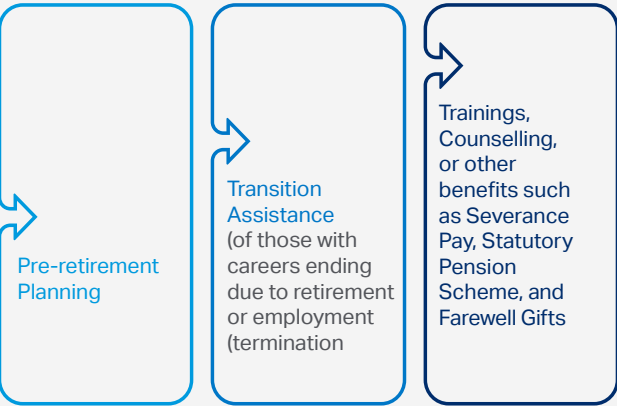 Pre-retirement
Planning
Transition
Assistance
(of those with
careers ending
due to retirement
or employment
(termination
Trainings,
Counselling,
or other
benefits such
as Severance
Pay, Statutory
Pension
Scheme, and
Farewell Gifts